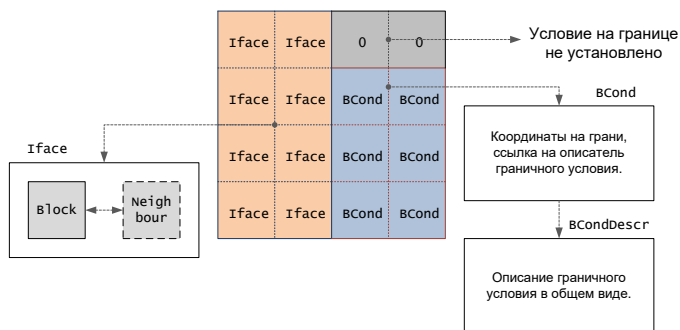 Iface Iface 0 0
Условие на границе
не установлено
Iface Iface BCond BCond
BCond
Iface
Координаты на грани,
ссылка на описатель
граничного условия.
Iface Iface BCond BCond
Block
Neigh
bour
Iface Iface BCond BCond
BCondDescr
Описание граничного
условия в общем виде.